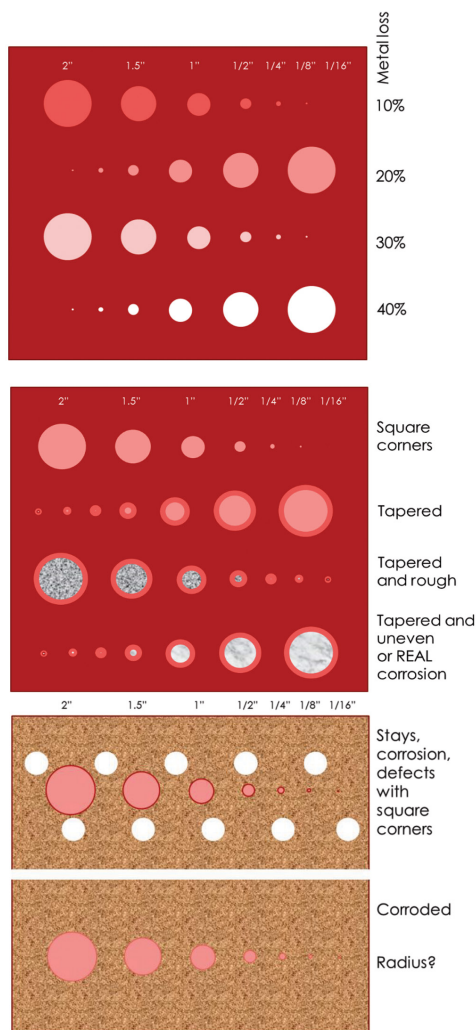 Metal loss
2" 1.5" 1" 1/2" 1/4" 1/8" 1/16"
10%
20%
30%
40%
2" 1.5" 1" 1/2" 1/4" 1/8" 1/16"
Square
corners
Tapered
Tapered
and rough
Tapered and
uneven
or REAL
corrosion
2" 1.5" 1" 1/2" 1/4" 1/8" 1/16"
Stays,
corrosion,
defects
with
square
corners
Corroded
Radius?